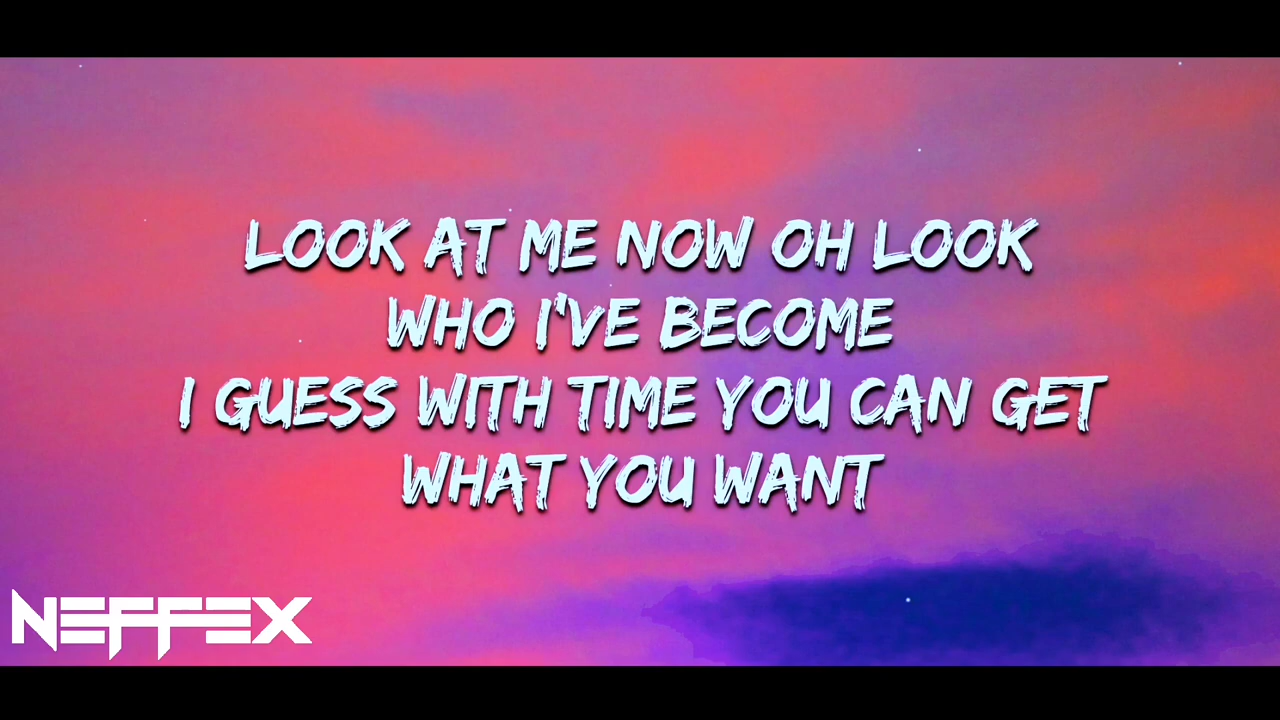 LOOK AT ME NOW OH LOOK
WHO I'VE BECOME
I GUESS WITH TIME YOU CAN GET
WHAT YOU WANT
NEFFEX